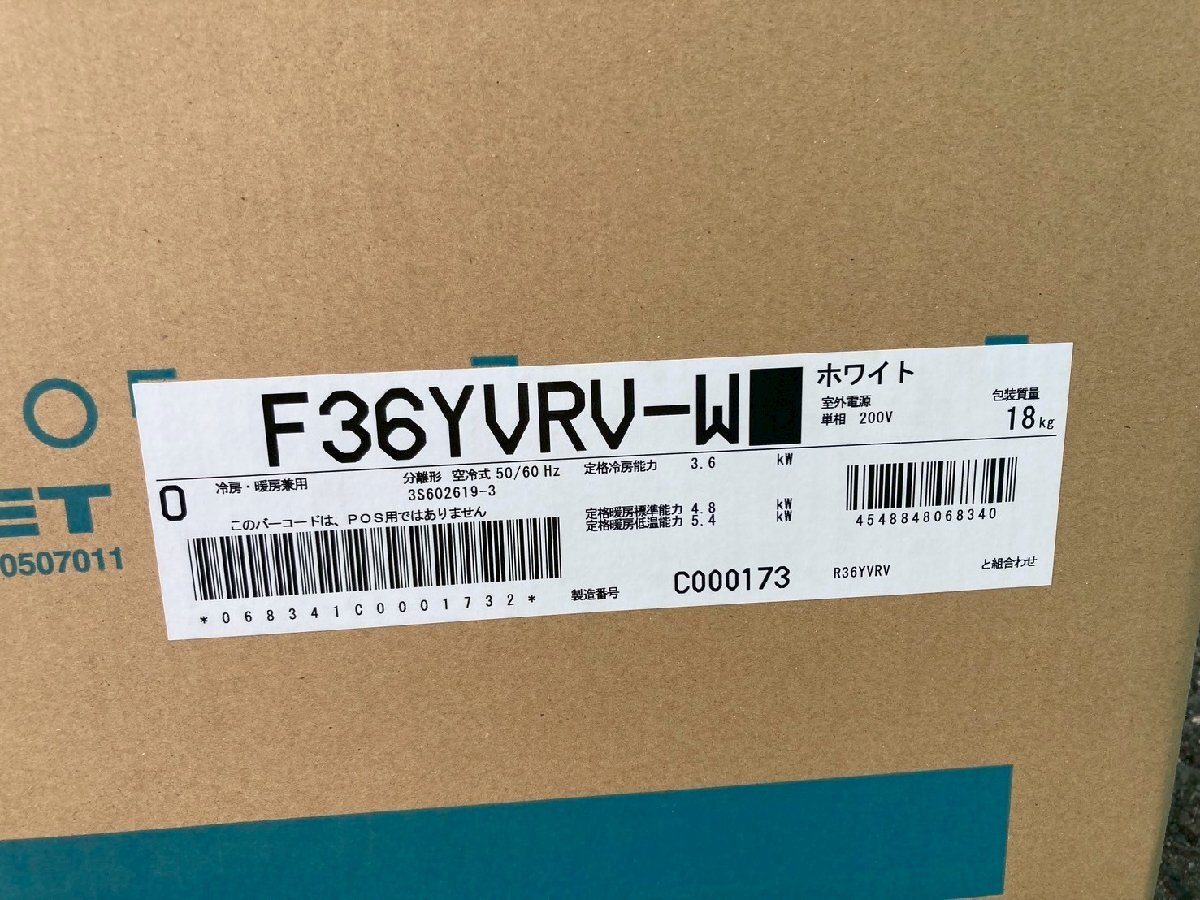 F36YVRV-W
ホワイト
室外電源
単相 200V
包装質量
18kg
0
冷房・暖房兼用
分離形 空冷式 50/60 Hz
3S602619-3
定格冷房能力 3.6 kW
定格暖房標準能力 4.8 kW
定格暖房低温能力 5.4 kW
このバーコードは、POS用ではありません
*068341C00001732*
製造番号 C000173
4548848068340
R36YVRV と組合わせ
ET
0507011